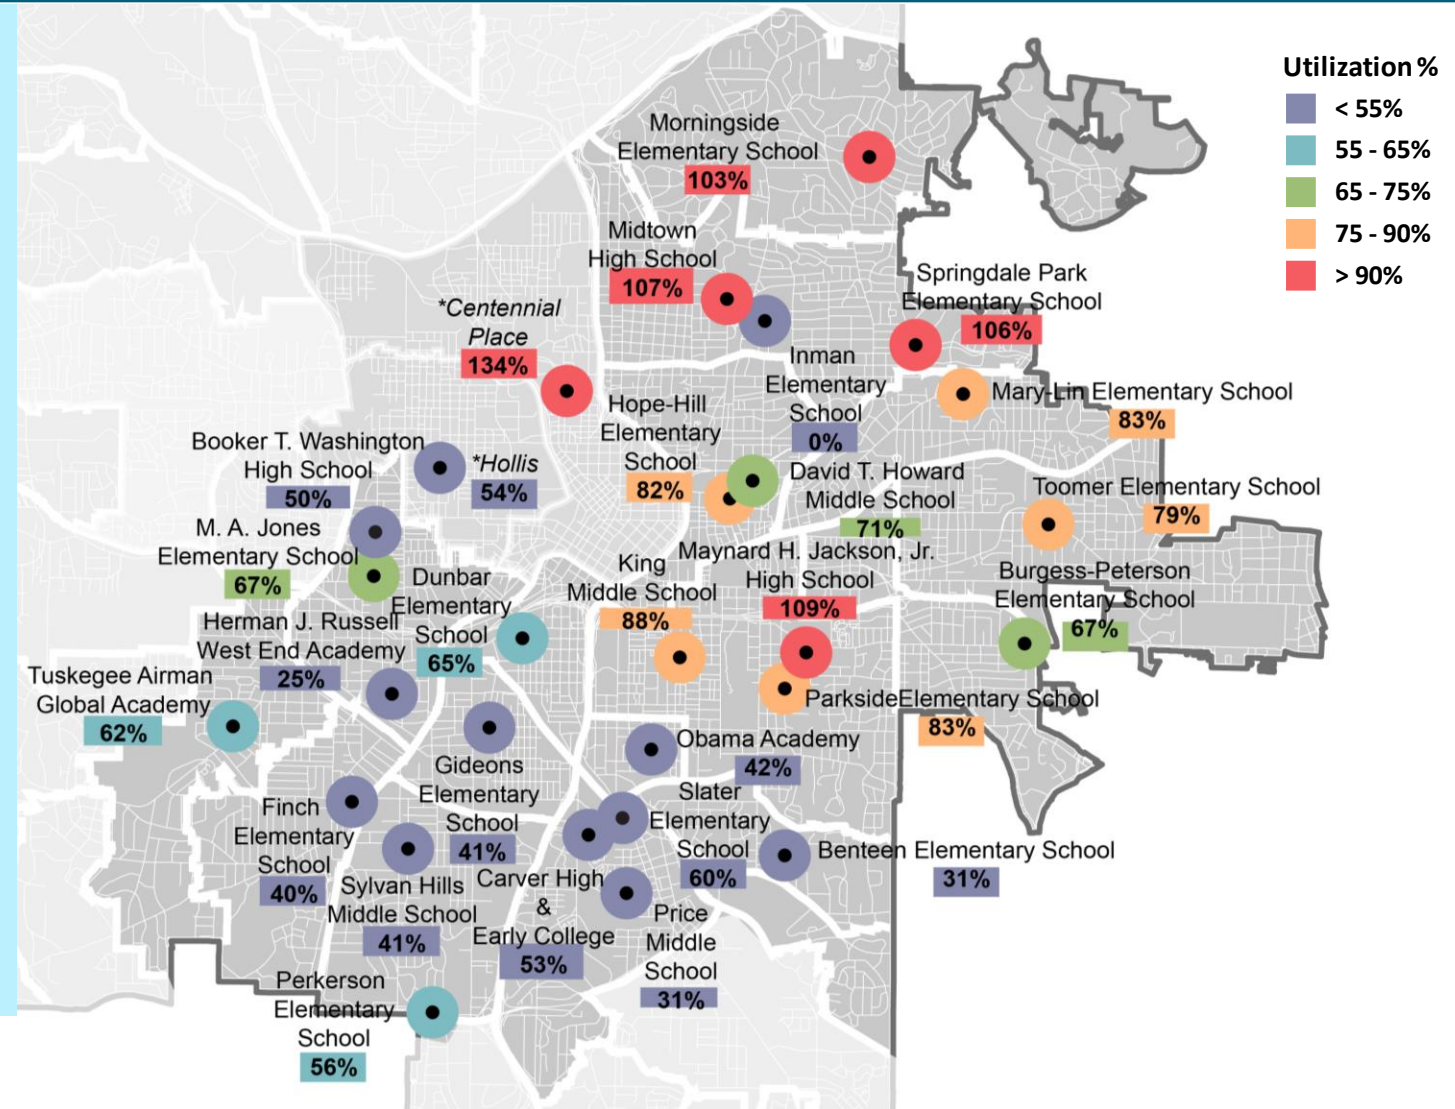 Utilization %
< 55%
55 - 65%
65 - 75%
75 - 90%
> 90%
Morningside
Elementary School
103%
Midtown
High School
107%
Springdale Park
Elementary School
106%
*Centennial
Place
134%
Inman
Elementary
School
0%
Mary-Lin Elementary School
83%
Hope-Hill
Elementary
School
82%
Booker T. Washington
High School
50%
*Hollis
54%
David T. Howard
Middle School
71%
Toomer Elementary School
79%
M. A. Jones
Elementary School
67%
Dunbar
Elementary
School
65%
King
Middle School
88%
Maynard H. Jackson, Jr.
High School
109%
Burgess-Peterson
Elementary School
67%
Herman J. Russell
West End Academy
25%
Tuskegee Airman
Global Academy
62%
ParksideElementary School
83%
Obama Academy
42%
Gideons
Elementary
School
41%
Finch
Elementary
School
40%
Slater
Elementary
School
60%
Benteen Elementary School
31%
Sylvan Hills
Middle School
41%
Carver High
&
Early College
53%
Price
Middle
School
31%
Perkerson
Elementary
School
56%